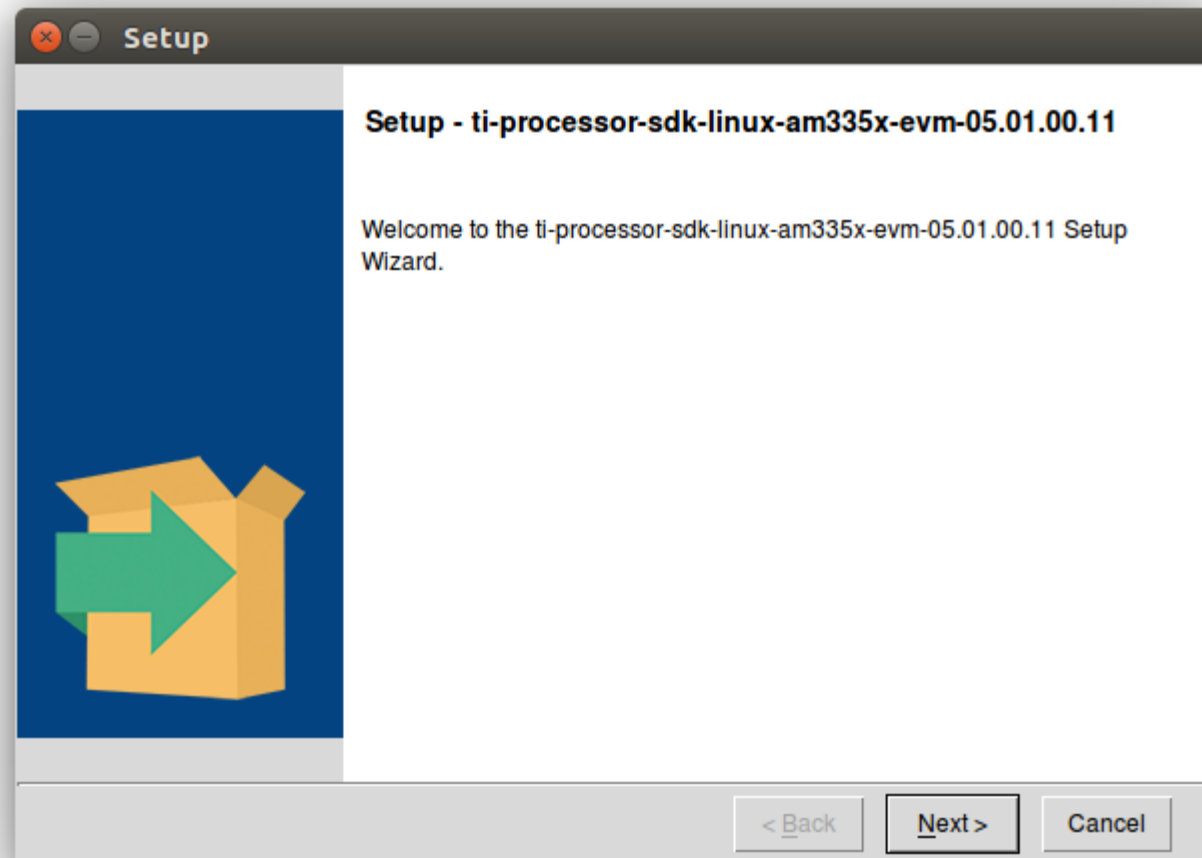 Setup
Setup - ti-processor-sdk-linux-am335x-evm-05.01.00.11
Welcome to the ti-processor-sdk-linux-am335x-evm-05.01.00.11 Setup
Wizard.
< Back
Next >
Cancel